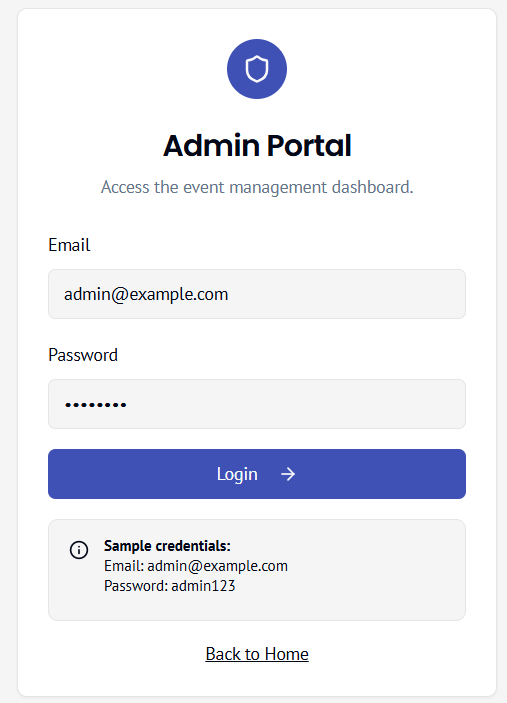 Admin Portal
Access the event management dashboard.
Email
admin@example.com
Password
••••••••
Login →
Sample credentials:
Email: admin@example.com
Password: admin123
Back to Home